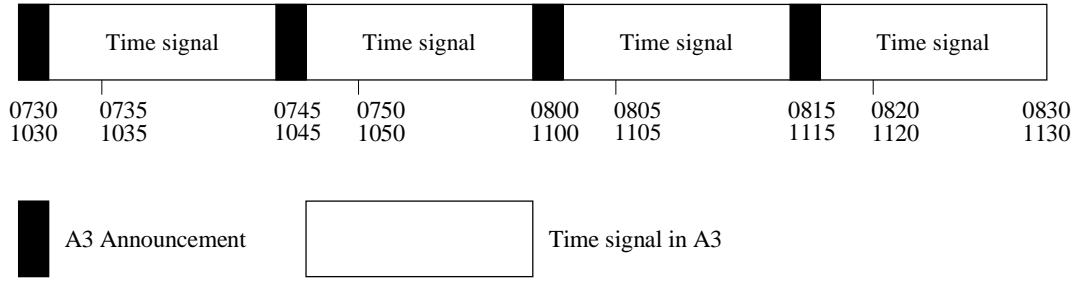 Time signal Time signal Time signal Time signal
0730 0735 0745 0750 0800 0805 0815 0820 0830
1030 1035 1045 1050 1100 1105 1115 1120 1130
A3 Announcement Time signal in A3